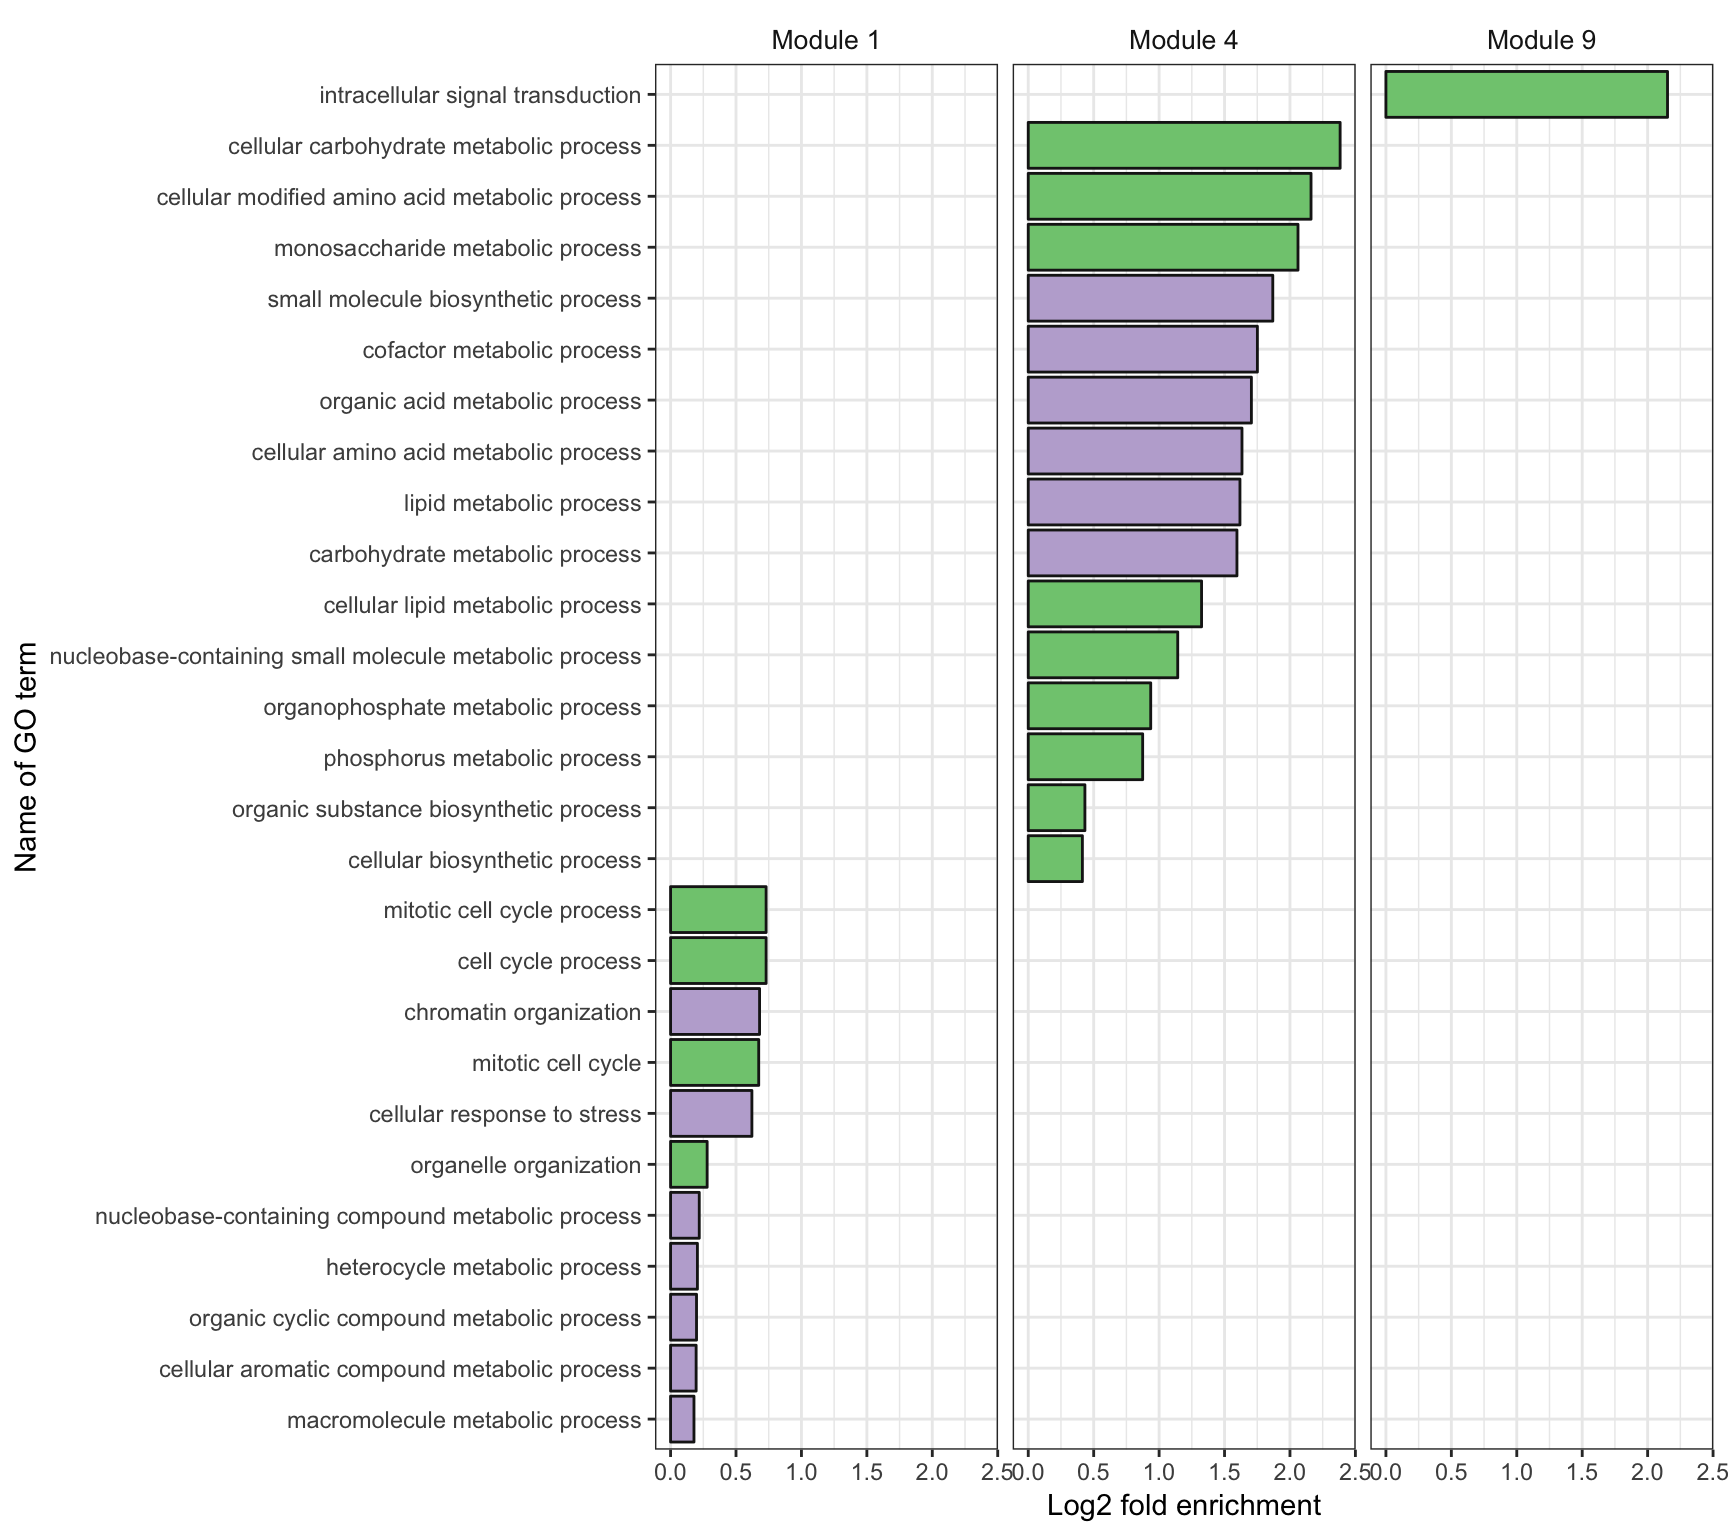 Module 1
Module 4
Module 9
Name of GO term
intracellular signal transduction
cellular carbohydrate metabolic process
cellular modified amino acid metabolic process
monosaccharide metabolic process
small molecule biosynthetic process
cofactor metabolic process
organic acid metabolic process
cellular amino acid metabolic process
lipid metabolic process
carbohydrate metabolic process
cellular lipid metabolic process
nucleobase-containing small molecule metabolic process
organophosphate metabolic process
phosphorus metabolic process
organic substance biosynthetic process
cellular biosynthetic process
mitotic cell cycle process
cell cycle process
chromatin organization
mitotic cell cycle
cellular response to stress
organelle organization
nucleobase-containing compound metabolic process
heterocycle metabolic process
organic cyclic compound metabolic process
cellular aromatic compound metabolic process
macromolecule metabolic process
0.0 0.5 1.0 1.5 2.0 2.5
0.0 0.5 1.0 1.5 2.0 2.5
0.0 0.5 1.0 1.5 2.0 2.5
Log2 fold enrichment